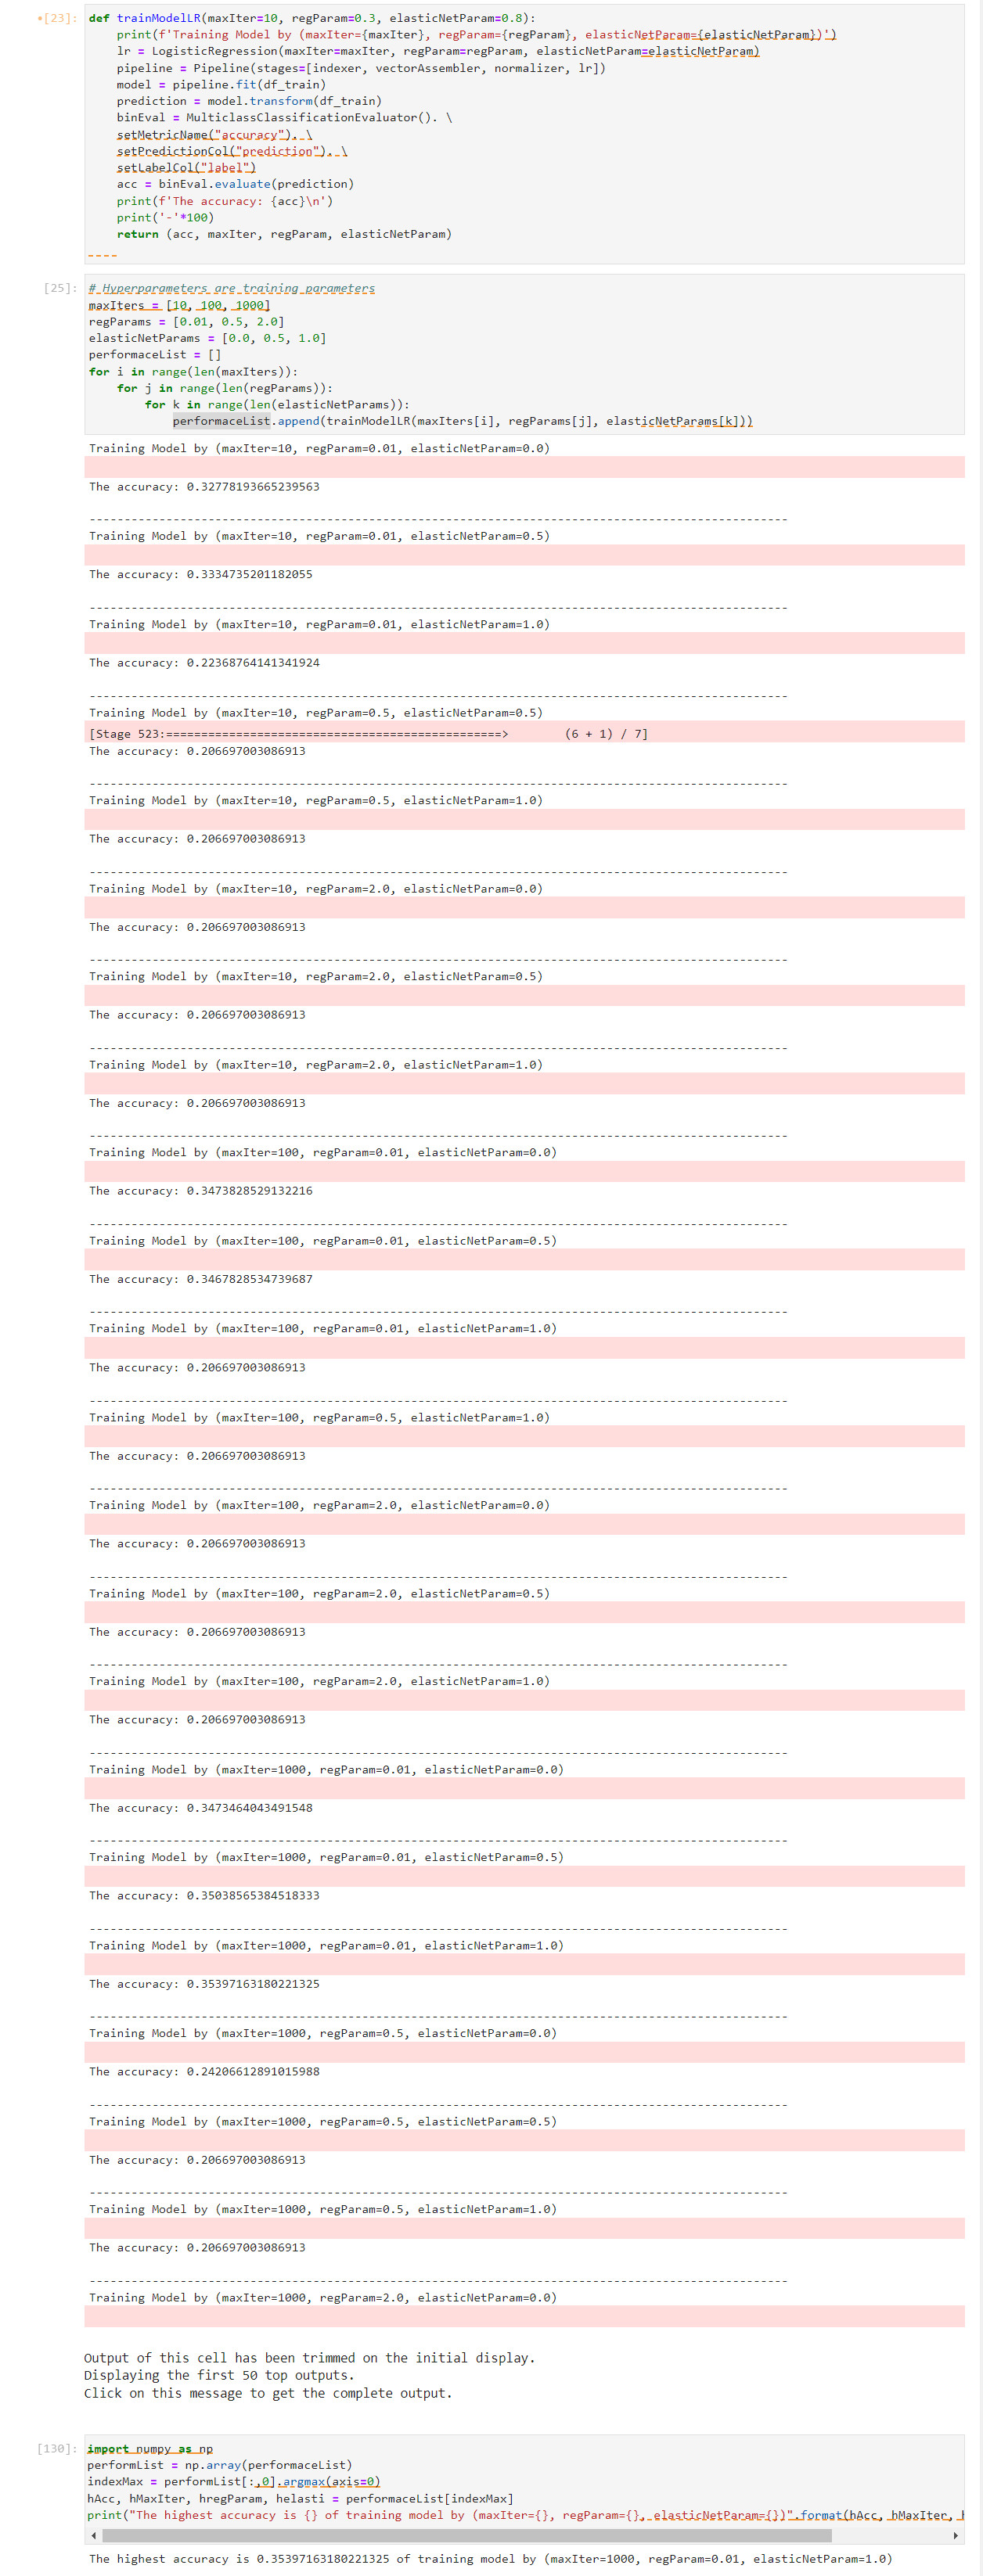 *[23]: def trainModelLR(maxIter=10, regParam=0.3, elasticNetParam=0.8):
    print(f'Training Model by (maxIter={maxIter}, regParam={regParam}, elasticNetParam={elasticNetParam})')
    lr = LogisticRegression(maxIter=maxIter, regParam=regParam, elasticNetParam=elasticNetParam)
    pipeline = Pipeline(stages=[indexer, vectorAssembler, normalizer, lr])
    model = pipeline.fit(df_train)
    prediction = model.transform(df_train)
    binEval = MulticlassClassificationEvaluator(). \
    setMetricName("accuracy"). \
    setPredictionCol("prediction"). \
    setLabelCol("label")
    acc = binEval.evaluate(prediction)
    print(f'The accuracy: {acc}\n')
    print('-'*100)
    return (acc, maxIter, regParam, elasticNetParam)
[25]: # Hyperparameters are training parameters
maxIters = [10, 100, 1000]
regParams = [0.01, 0.5, 2.0]
elasticNetParams = [0.0, 0.5, 1.0]
performaceList = []
for i in range(len(maxIters)):
    for j in range(len(regParams)):
        for k in range(len(elasticNetParams)):
            performaceList.append(trainModelLR(maxIters[i], regParams[j], elasticNetParams[k]))
Training Model by (maxIter=10, regParam=0.01, elasticNetParam=0.0)
The accuracy: 0.32778193665239563
----------------------------------------------------------------------------------------------------
Training Model by (maxIter=10, regParam=0.01, elasticNetParam=0.5)
The accuracy: 0.3334735201182055
----------------------------------------------------------------------------------------------------
Training Model by (maxIter=10, regParam=0.01, elasticNetParam=1.0)
The accuracy: 0.22368764141341924
----------------------------------------------------------------------------------------------------
Training Model by (maxIter=10, regParam=0.5, elasticNetParam=0.5)
[Stage 523:================================================>        (6 + 1) / 7]
The accuracy: 0.206697003086913
----------------------------------------------------------------------------------------------------
Training Model by (maxIter=10, regParam=0.5, elasticNetParam=1.0)
The accuracy: 0.206697003086913
----------------------------------------------------------------------------------------------------
Training Model by (maxIter=10, regParam=2.0, elasticNetParam=0.0)
The accuracy: 0.206697003086913
----------------------------------------------------------------------------------------------------
Training Model by (maxIter=10, regParam=2.0, elasticNetParam=0.5)
The accuracy: 0.206697003086913
----------------------------------------------------------------------------------------------------
Training Model by (maxIter=10, regParam=2.0, elasticNetParam=1.0)
The accuracy: 0.206697003086913
----------------------------------------------------------------------------------------------------
Training Model by (maxIter=100, regParam=0.01, elasticNetParam=0.0)
The accuracy: 0.3473828529132216
----------------------------------------------------------------------------------------------------
Training Model by (maxIter=100, regParam=0.01, elasticNetParam=0.5)
The accuracy: 0.3467828534739687
----------------------------------------------------------------------------------------------------
Training Model by (maxIter=100, regParam=0.01, elasticNetParam=1.0)
The accuracy: 0.206697003086913
----------------------------------------------------------------------------------------------------
Training Model by (maxIter=100, regParam=0.5, elasticNetParam=1.0)
The accuracy: 0.206697003086913
----------------------------------------------------------------------------------------------------
Training Model by (maxIter=100, regParam=2.0, elasticNetParam=0.0)
The accuracy: 0.206697003086913
----------------------------------------------------------------------------------------------------
Training Model by (maxIter=100, regParam=2.0, elasticNetParam=0.5)
The accuracy: 0.206697003086913
----------------------------------------------------------------------------------------------------
Training Model by (maxIter=100, regParam=2.0, elasticNetParam=1.0)
The accuracy: 0.206697003086913
----------------------------------------------------------------------------------------------------
Training Model by (maxIter=1000, regParam=0.01, elasticNetParam=0.0)
The accuracy: 0.3473464043491548
----------------------------------------------------------------------------------------------------
Training Model by (maxIter=1000, regParam=0.01, elasticNetParam=0.5)
The accuracy: 0.35038565384518333
----------------------------------------------------------------------------------------------------
Training Model by (maxIter=1000, regParam=0.01, elasticNetParam=1.0)
The accuracy: 0.35397163180221325
----------------------------------------------------------------------------------------------------
Training Model by (maxIter=1000, regParam=0.5, elasticNetParam=0.0)
The accuracy: 0.24206612891015988
----------------------------------------------------------------------------------------------------
Training Model by (maxIter=1000, regParam=0.5, elasticNetParam=0.5)
The accuracy: 0.206697003086913
----------------------------------------------------------------------------------------------------
Training Model by (maxIter=1000, regParam=0.5, elasticNetParam=1.0)
The accuracy: 0.206697003086913
----------------------------------------------------------------------------------------------------
Training Model by (maxIter=1000, regParam=2.0, elasticNetParam=0.0)
Output of this cell has been trimmed on the initial display.
Displaying the first 50 top outputs.
Click on this message to get the complete output.
[130]: import numpy as np
performList = np.array(performaceList)
indexMax = performList[:,0].argmax(axis=0)
hAcc, hMaxIter, hregParam, helasti = performaceList[indexMax]
print("The highest accuracy is {} of training model by (maxIter={}, regParam={}, elasticNetParam={})".format(hAcc, hMaxIter, h
The highest accuracy is 0.35397163180221325 of training model by (maxIter=1000, regParam=0.01, elasticNetParam=1.0)